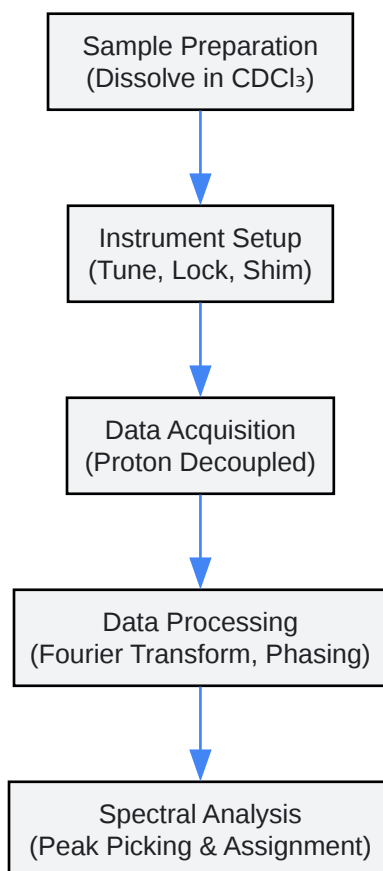 Sample Preparation
(Dissolve in CDCl₃)
Instrument Setup
(Tune, Lock, Shim)
Data Acquisition
(Proton Decoupled)
Data Processing
(Fourier Transform, Phasing)
Spectral Analysis
(Peak Picking & Assignment)